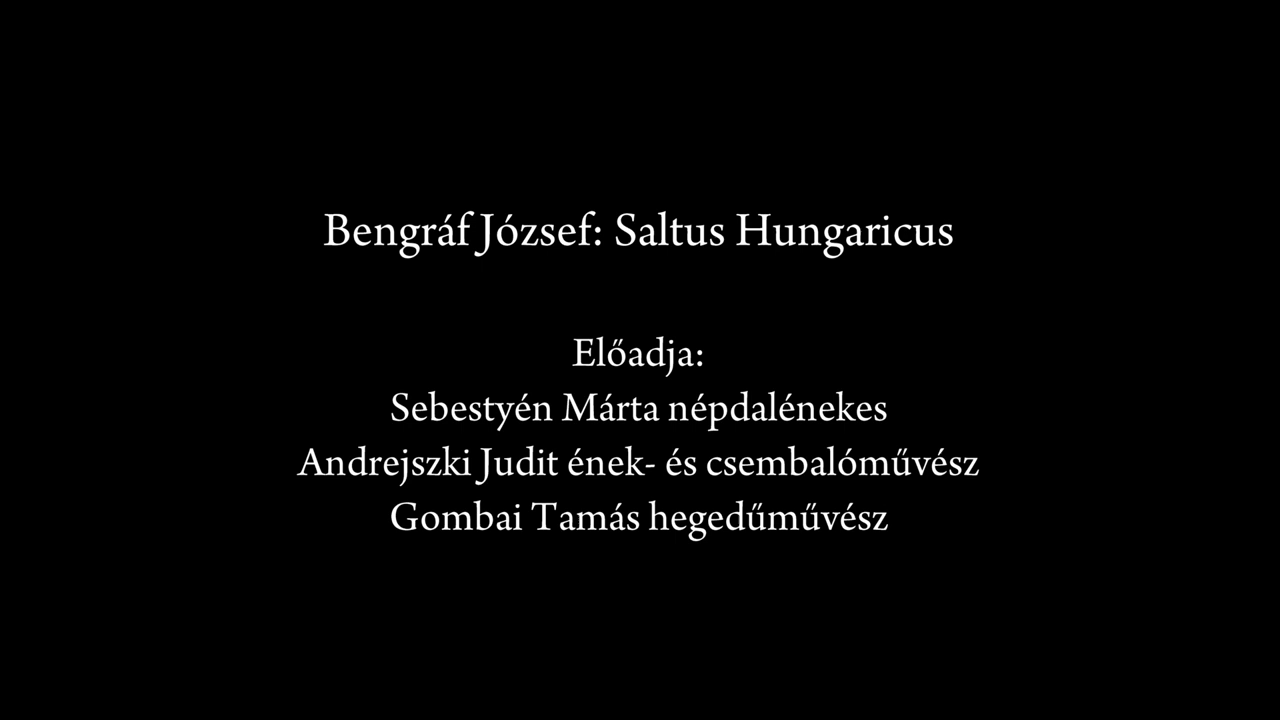 Bengráf József: Saltus Hungaricus
Előadja:
Sebestyén Márta népdalénekes
Andrejszki Judit ének- és csembalóművész
Gombai Tamás hegedűművész